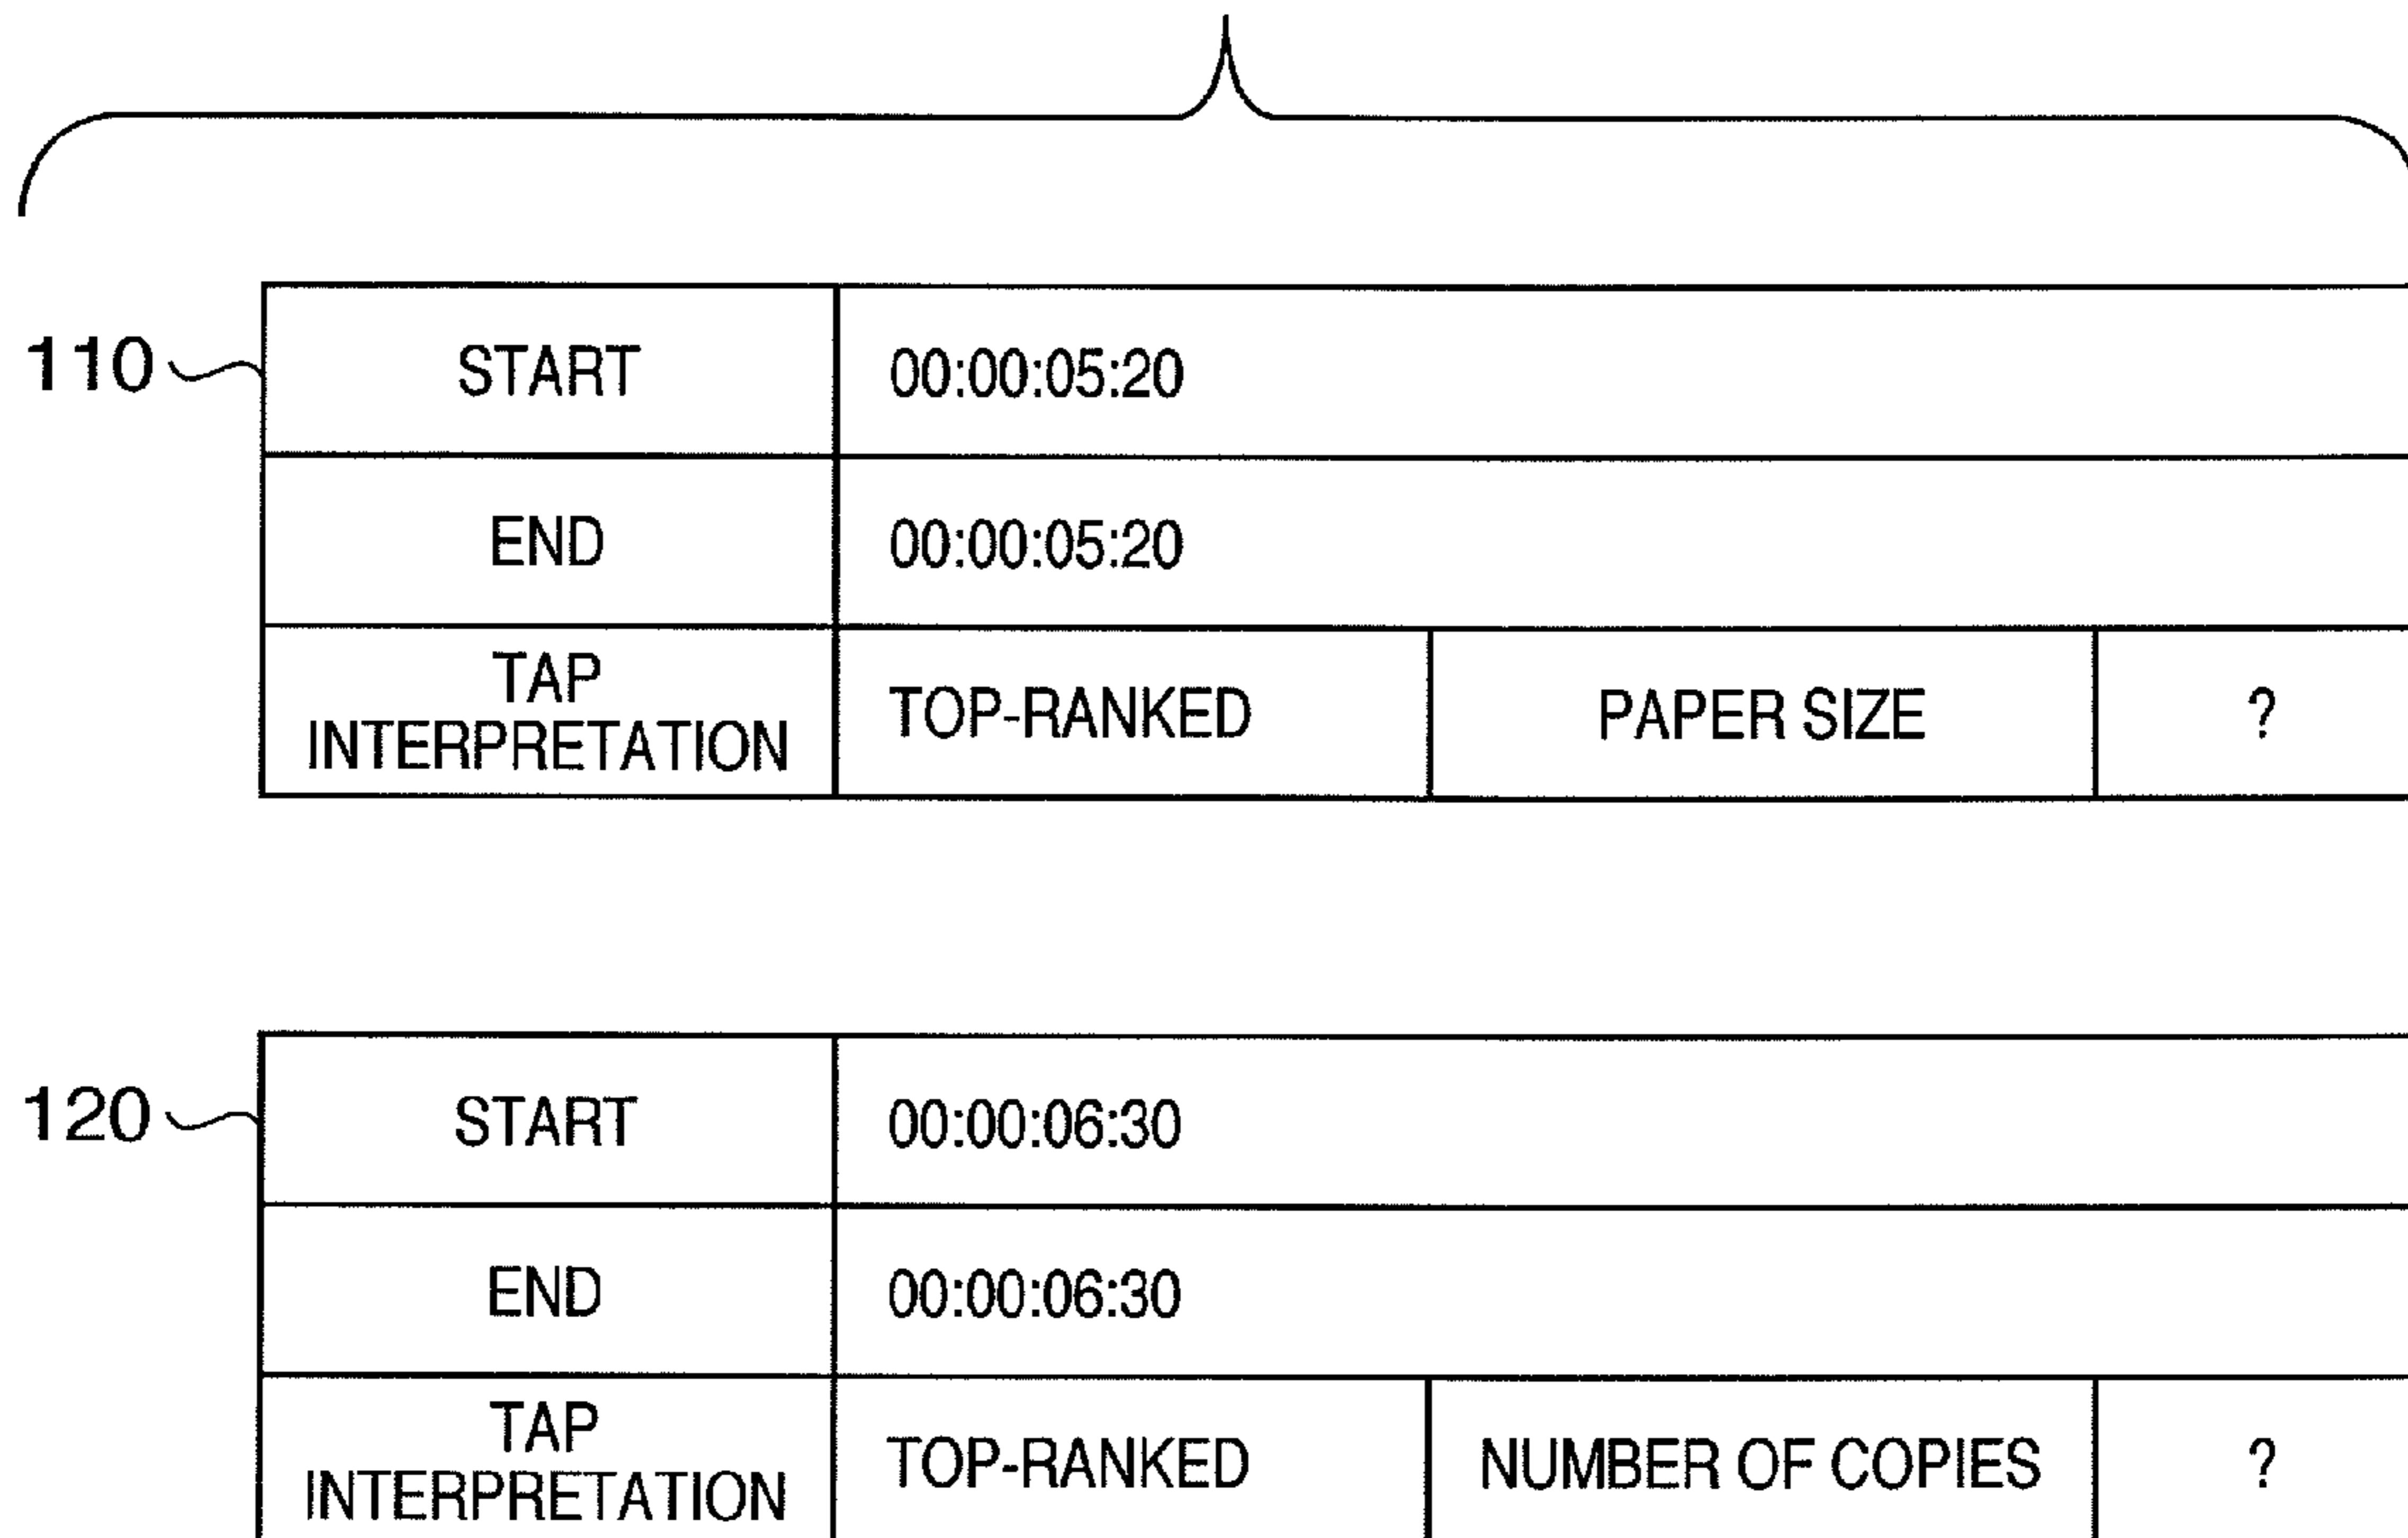 110
START 00:00:05:20
END 00:00:05:20
TAP
INTERPRETATION TOP-RANKED PAPER SIZE ?
120
START 00:00:06:30
END 00:00:06:30
TAP
INTERPRETATION TOP-RANKED NUMBER OF COPIES ?